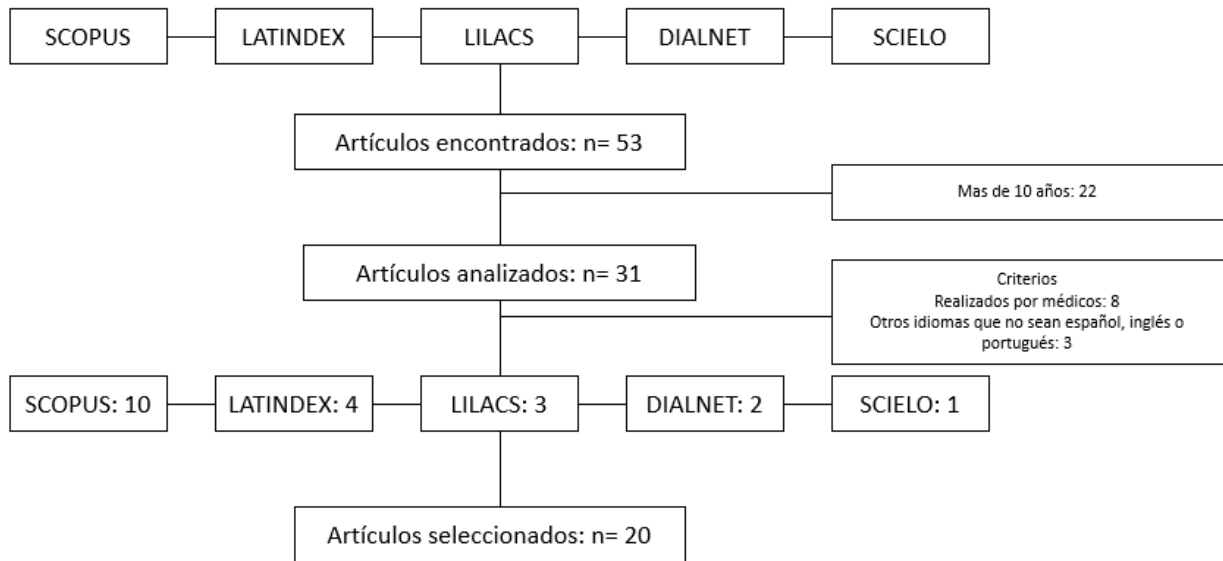 SCOPUS
LATINDEX
LILACS
DIALNET
SCIELO
Artículos encontrados: n= 53
Mas de 10 años: 22
Artículos analizados: n= 31
Criterios
Realizados por médicos: 8
Otros idiomas que no sean español, inglés o
portugués: 3
SCOPUS: 10
LATINDEX: 4
LILACS: 3
DIALNET: 2
SCIELO: 1
Artículos seleccionado: n= 20